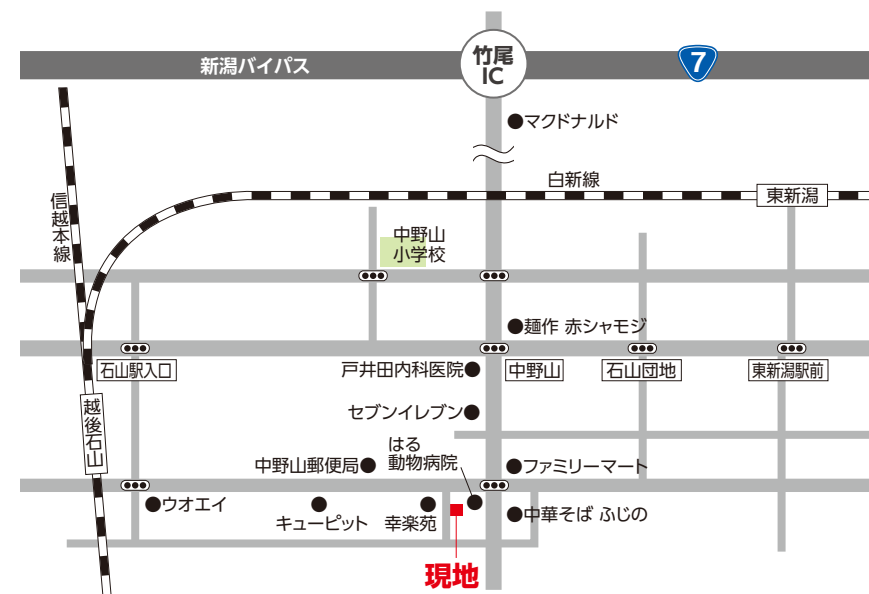 新潟バイパス
竹尾
IC
7
マクドナルド
白新線
東新潟
信越本線
中野山
小学校
麺作 赤シャモジ
石山駅入口
戸井田内科医院
中野山
石山団地
東新潟駅前
越後石山
セブンイレブン
はる
動物病院
中野山郵便局
ファミリーマート
ウオエイ
キューピット
幸楽苑
中華そば ふじの
現地